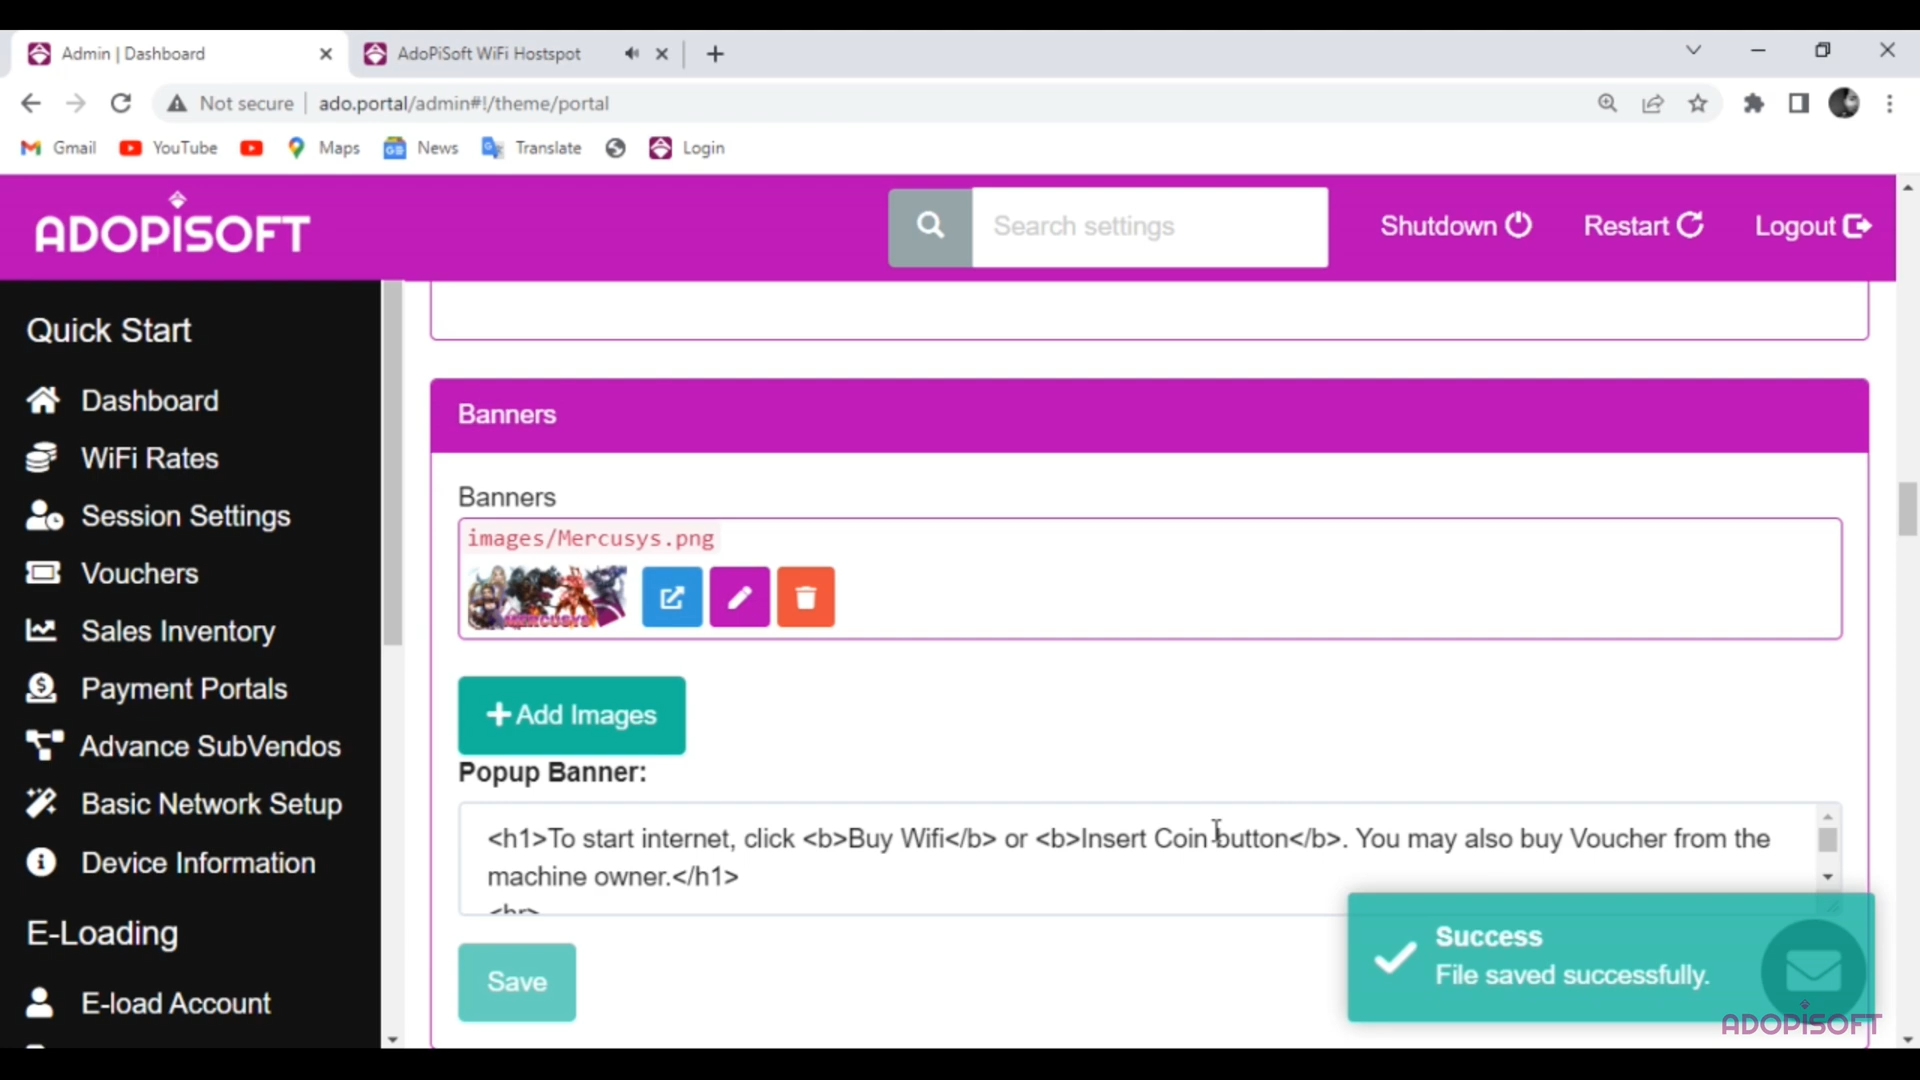 Admin | Dashboard
AdoPiSoft WiFi Hostspot
Not secure
ado.portal/admin#!/theme/portal
Gmail
YouTube
Maps
News
Translate
Login
ADOPISOFT
Search settings
Shutdown
Restart
Logout
Quick Start
Dashboard
WiFi Rates
Session Settings
Vouchers
Sales Inventory
Payment Portals
Advance SubVendos
Basic Network Setup
Device Information
E-Loading
E-load Account
Banners
Banners
images/Mercusys.png
MERCUSYS
Add Images
Popup Banner:
<h1>To start internet, click <b>Buy Wifi</b> or <b>Insert Coin button</b>. You may also buy Voucher from the
machine owner.</h1>
<br>
Save
Success
File saved successfully.
ADOPISOFT